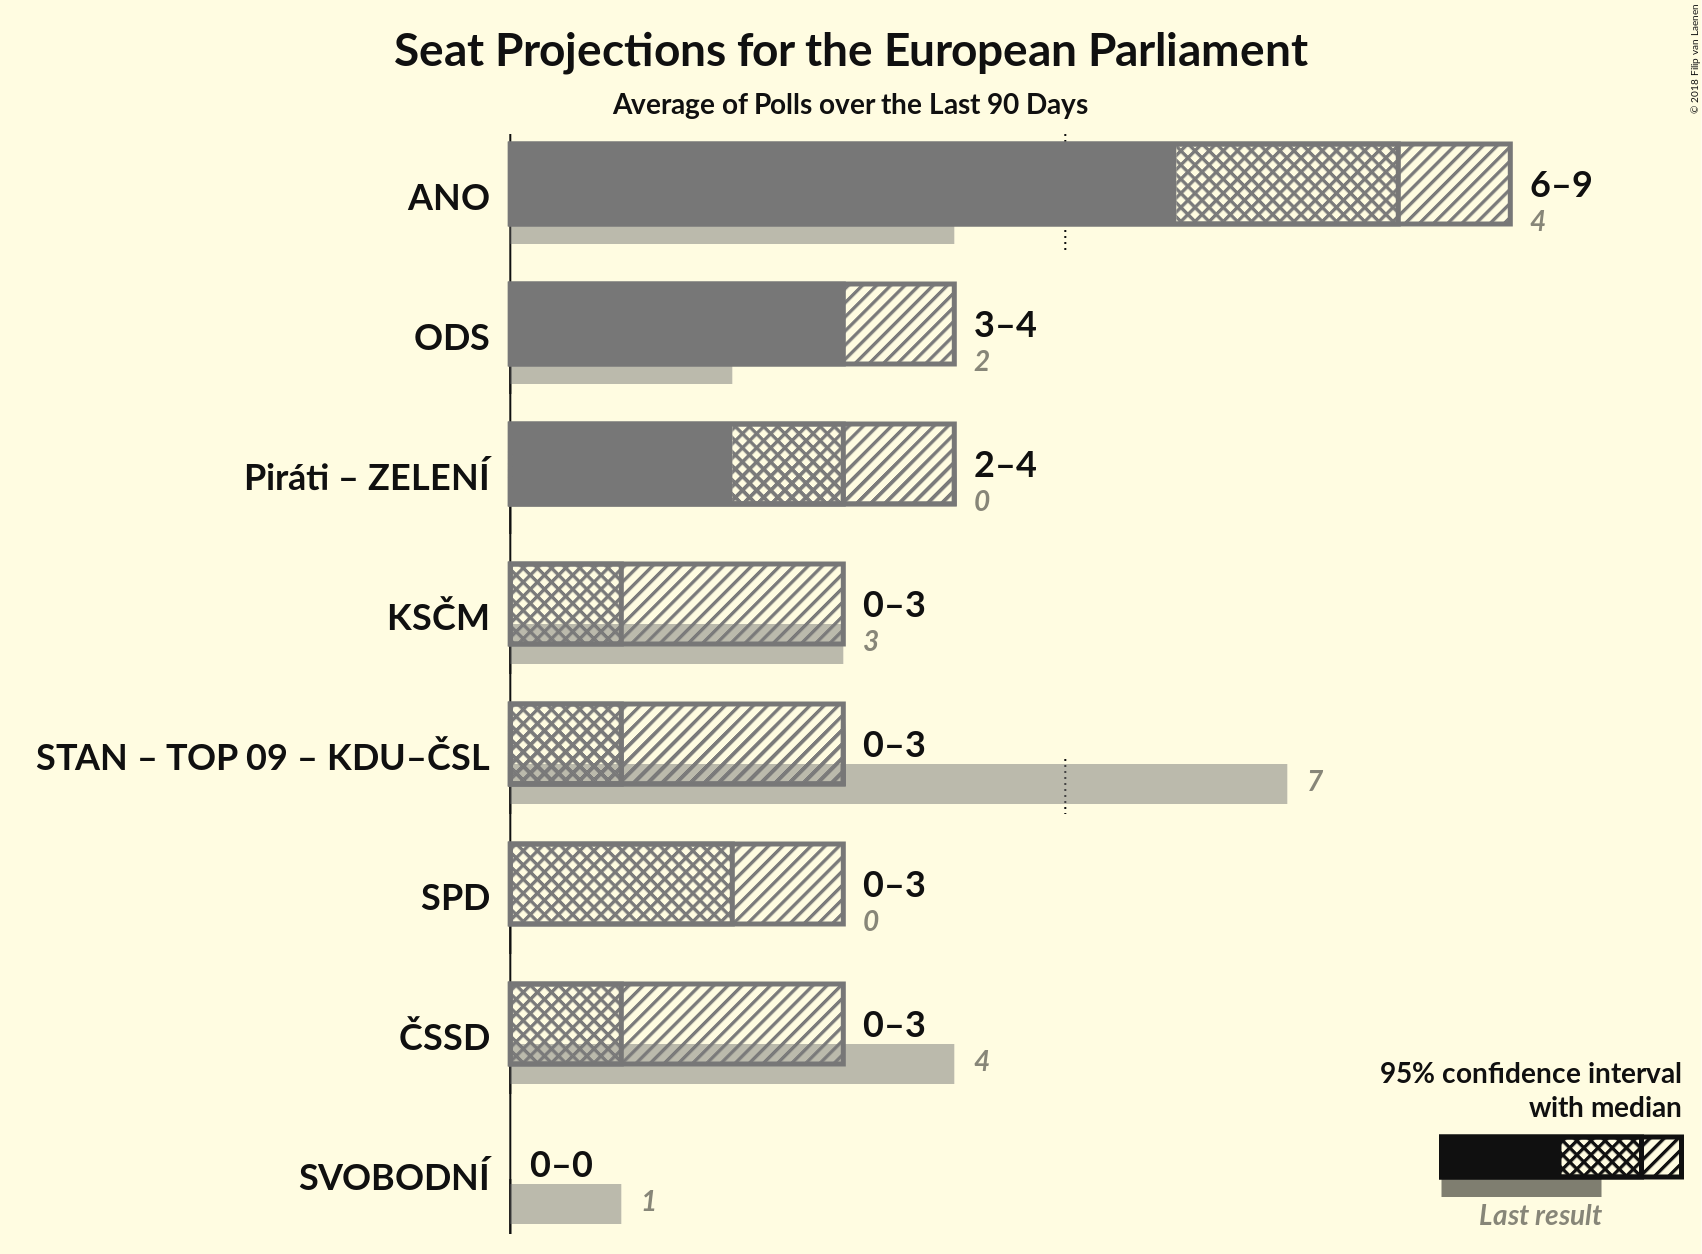 Seat Projections for the European Parliament
Average of Polls over the Last 90 Days
© 2018 Filip van Laenen
ANO
6–9
4
ODS
3–4
2
Piráti – ZELENÍ
2–4
0
KSČM
0–3
3
STAN – TOP 09 – KDU–ČSL
0–3
7
SPD
0–3
0
ČSSD
0–3
4
SVOBODNÍ
0–0
1
95% confidence interval
with median
Last result